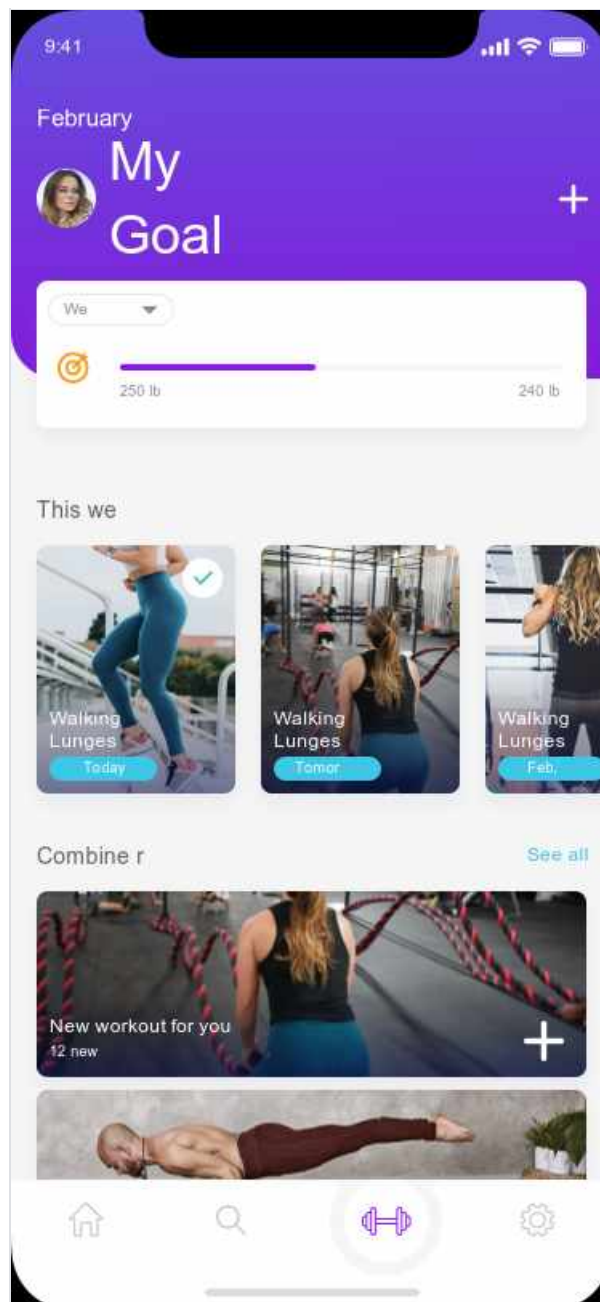 9:41
February
My
Goal
We
250 lb
240 lb
This we
Walking
Lunges
Today
Walking
Lunges
Tomor
Walking
Lunges
Feb,
Combine r
See all
New workout for you
12 new